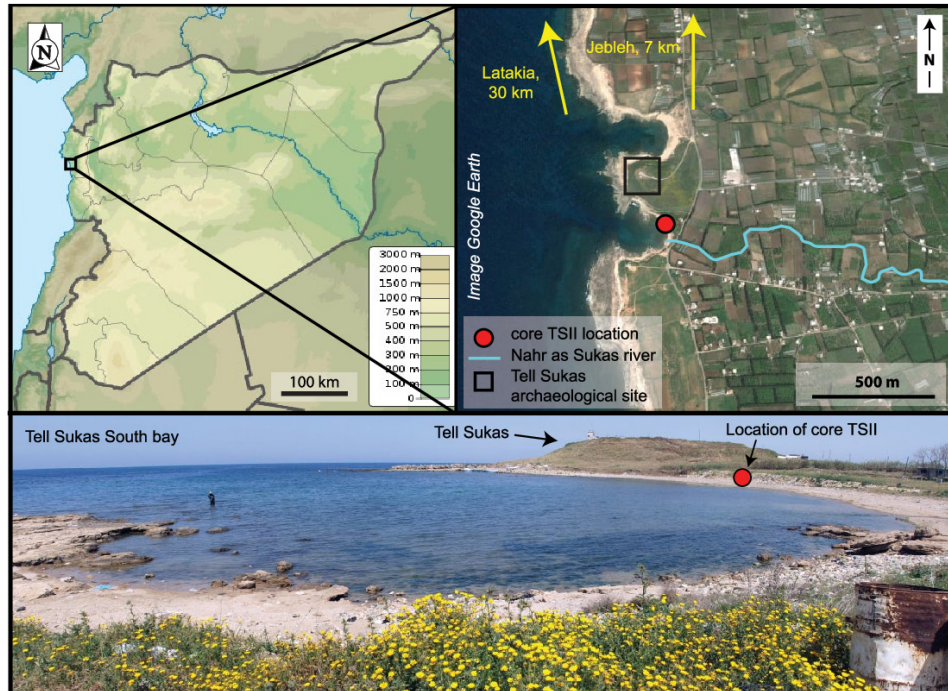 N
3000 m
2000 m
1500 m
1000 m
750 m
500 m
400 m
300 m
200 m
100 m
0
100 km
Jebleh, 7 km
Latakia,
30 km
N
Image Google Earth
core TSII location
Nahr as Sukas river
Tell Sukas
archaeological site
500 m
Tell Sukas South bay
Tell Sukas
Location of core TSII